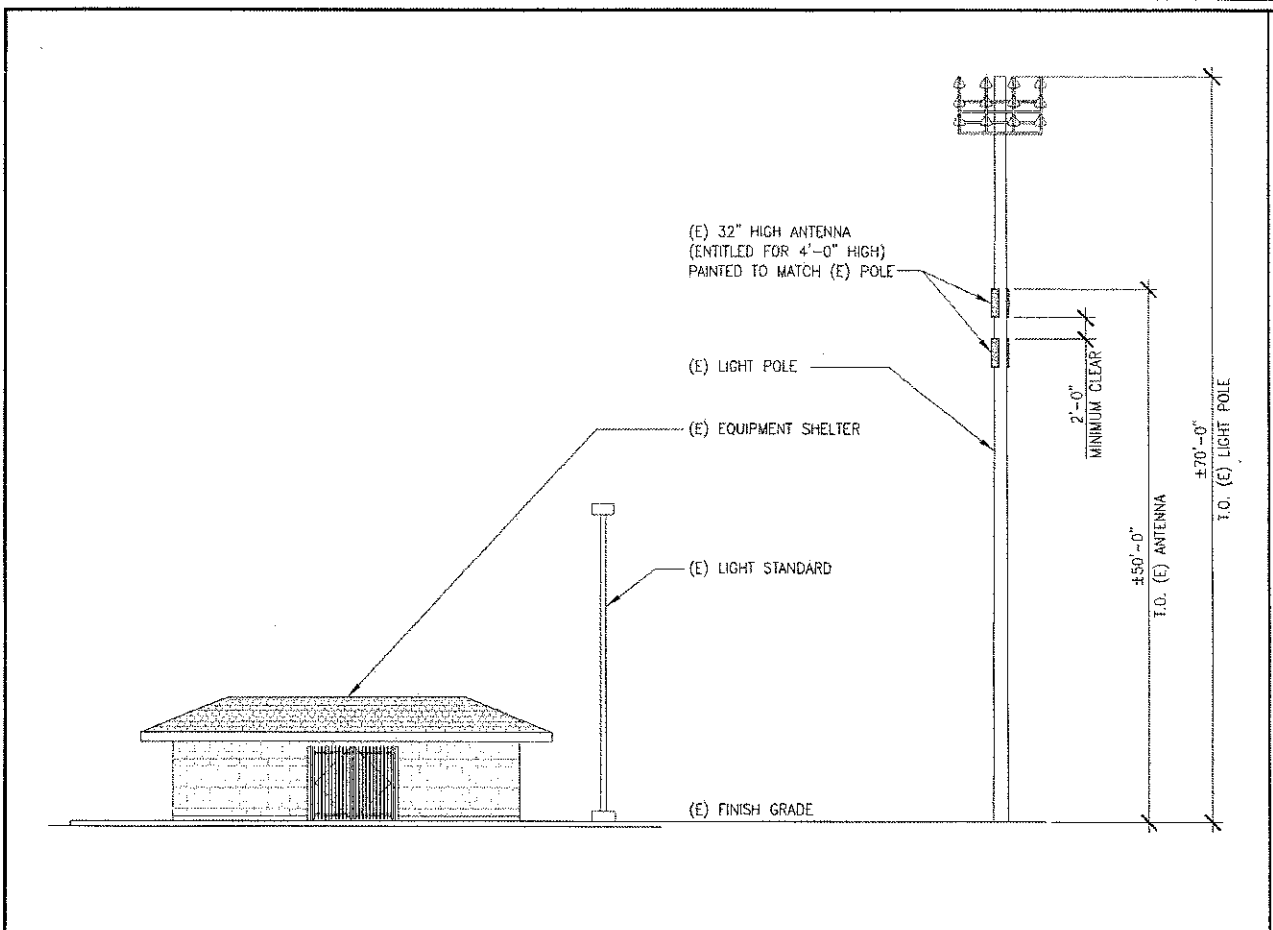 (E) 32" HIGH ANTENNA
(ENTITLED FOR 4'-0" HIGH)
PAINTED TO MATCH (E) POLE
(E) LIGHT POLE
(E) EQUIPMENT SHELTER
(E) LIGHT STANDARD
(E) FINISH GRADE
2'-0"
MINIMUM CLEAR
±50'-0"
T.O. (E) ANTENNA
±70'-0"
T.O. (E) LIGHT POLE